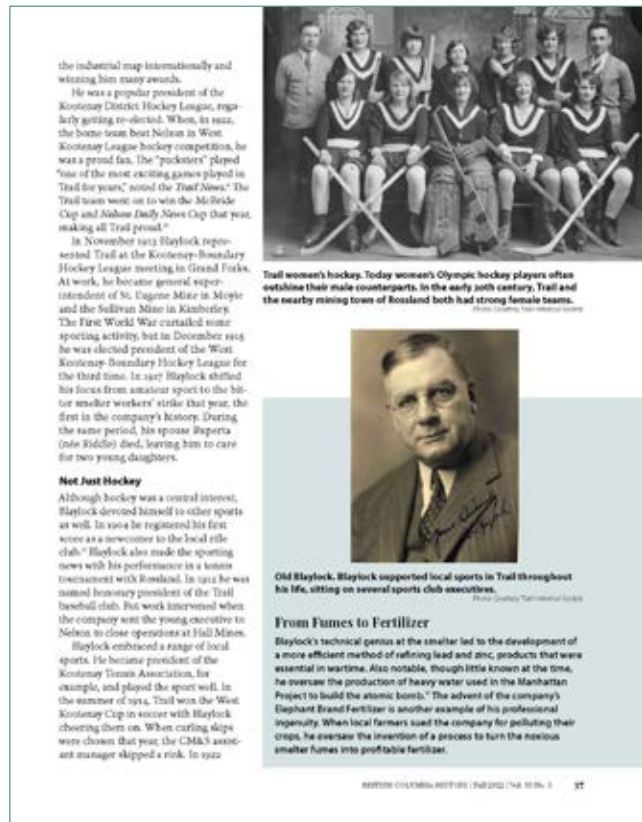 the industrial map internationally and
winning him many awards.
He was a popular president of the
Kootenay District Hockey League, regu-
larly getting re-elected. When, in 1922,
the home team beat Nelson in West
Kootenay League hockey competition, he
was a proud fan. The "pucksters" played
"one of the most exciting games played in
Trail for years," noted the Trail News. The
Trail team went on to win the McBride
Cup and Nelson Daily News Cup that year,
making all Trail proud.
In November 1913 Blaylock repre-
sented Trail at the Kootenay-Boundary
Hockey League meeting in Grand Forks.
At work, he became general super-
intendent of St. Eugene Mine in Moyie
and the Sullivan Mine in Kimberley.
The First World War curtailed some
sporting activity, but in December 1915
he was elected president of the West
Kootenay-Boundary Hockey League for
the third time. In 1917 Blaylock shifted
his focus from amateur sport to the bit-
ter smelter workers' strike that year, the
first in the company's history. During
the same period, his spouse Ruperta
(née Riddle) died, leaving him to care
for two young daughters.
Not Just Hockey
Although hockey was a central interest,
Blaylock devoted himself to other sports
as well. In 1904 he registered his first
score as a newcomer to the local rifle
club. Blaylock also made the sporting
news with his performance in a tennis
tournament with Rossland. In 1912 he was
named honorary president of the Trail
baseball club. But work intervened when
the company sent the young executive to
Nelson to close operations at Hall Mines.
Blaylock embraced a range of local
sports. He became president of the
Kootenay Tennis Association, for
example, and played the sport well. In
the summer of 1914, Trail won the West
Kootenay Cup in soccer with Blaylock
cheering them on. When curling skips
were chosen that year, the CM&S assist-
ant manager skipped a rink. In 1922
Trail women's hockey. Today women's Olympic hockey players often
outshine their male counterparts. In the early 20th century, Trail and
the nearby mining town of Rossland both had strong female teams.
Photo: Courtesy Trail Historical Society
Old Blaylock. Blaylock supported local sports in Trail throughout
his life, sitting on several sports club executives.
Photo: Courtesy Trail Historical Society
From Fumes to Fertilizer
Blaylock's technical genius at the smelter led to the development of
a more efficient method of refining lead and zinc, products that were
essential in wartime. Also notable, though little known at the time,
he oversaw the production of heavy water used in the Manhattan
Project to build the atomic bomb. The advent of the company's
Elephant Brand Fertilizer is another example of his professional
ingenuity. When local farmers sued the company for polluting their
crops, he oversaw the invention of a process to turn the noxious
smelter fumes into profitable fertilizer.
BRITISH COLUMBIA HISTORY | Fall 2022 | Vol. 55 No. 3 37